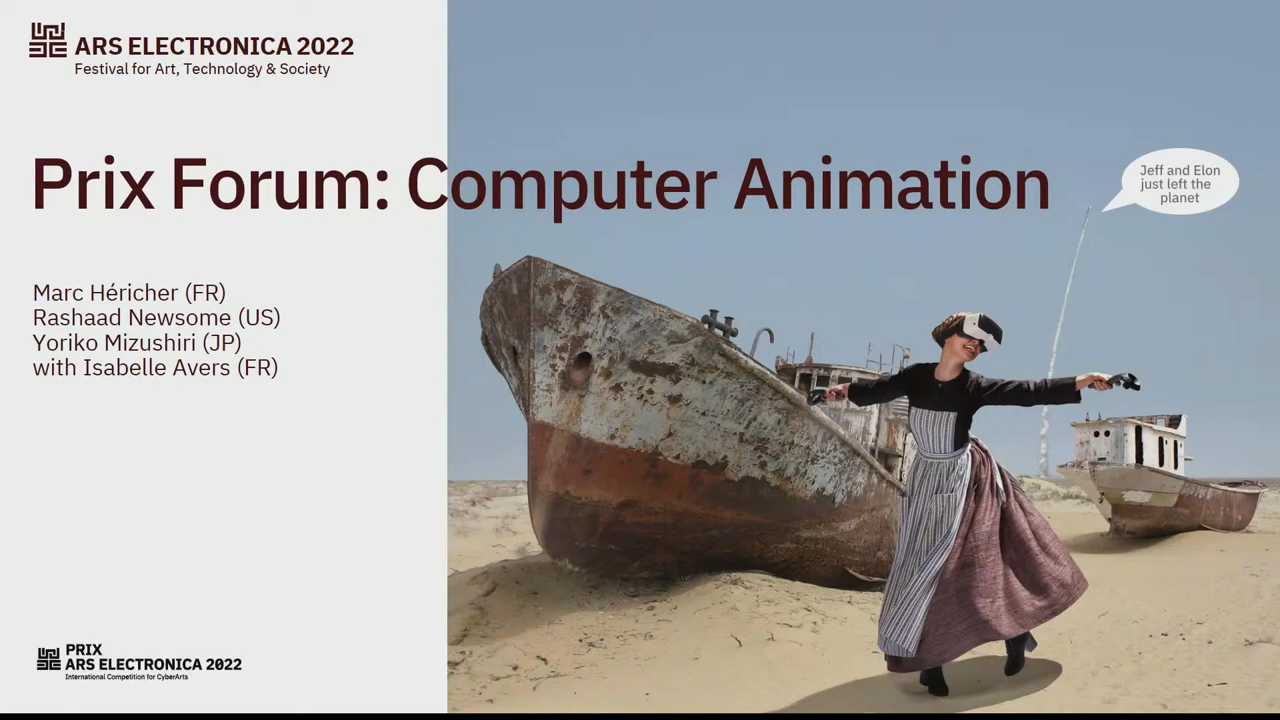 ARS ELECTRONICA 2022
Festival for Art, Technology & Society
Prix Forum: Computer Animation
Jeff and Elon
just left the
planet
Marc Héricher (FR)
Rashaad Newsome (US)
Yoriko Mizushiri (JP)
with Isabelle Avers (FR)
PRIX
ARS ELECTRONICA 2022
International Competition for CyberArts